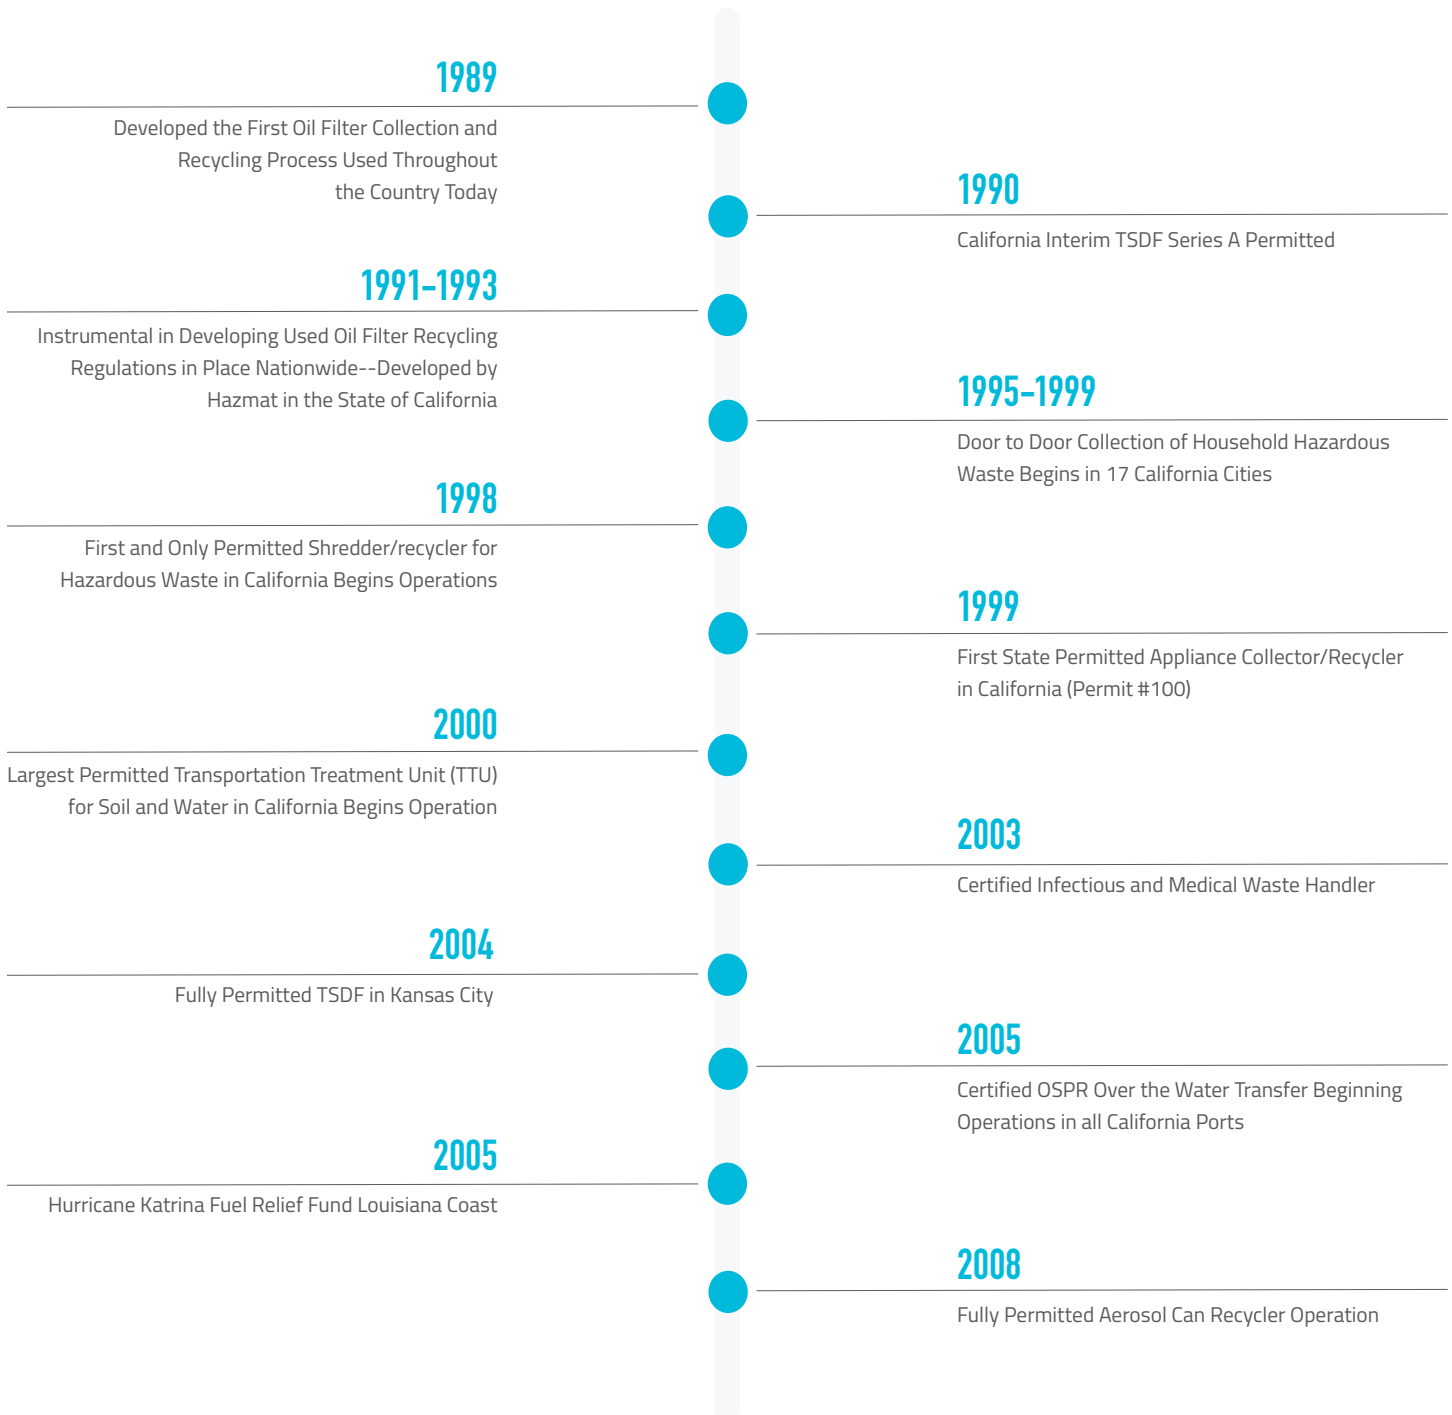 1989
Developed the First Oil Filter Collection and
Recycling Process Used Throughout
the Country Today
1990
California Interim TSDF Series A Permitted
1991-1993
Instrumental in Developing Used Oil Filter Recycling
Regulations in Place Nationwide--Developed by
Hazmat in the State of California
1995-1999
Door to Door Collection of Household Hazardous
Waste Begins in 17 California Cities
1998
First and Only Permitted Shredder/recycler for
Hazardous Waste in California Begins Operations
1999
First State Permitted Appliance Collector/Recycler
in California (Permit #100)
2000
Largest Permitted Transportation Treatment Unit (TTU)
for Soil and Water in California Begins Operation
2003
Certified Infectious and Medical Waste Handler
2004
Fully Permitted TSDF in Kansas City
2005
Certified OSPR Over the Water Transfer Beginning
Operations in all California Ports
2005
Hurricane Katrina Fuel Relief Fund Louisiana Coast
2008
Fully Permitted Aerosol Can Recycler Operation